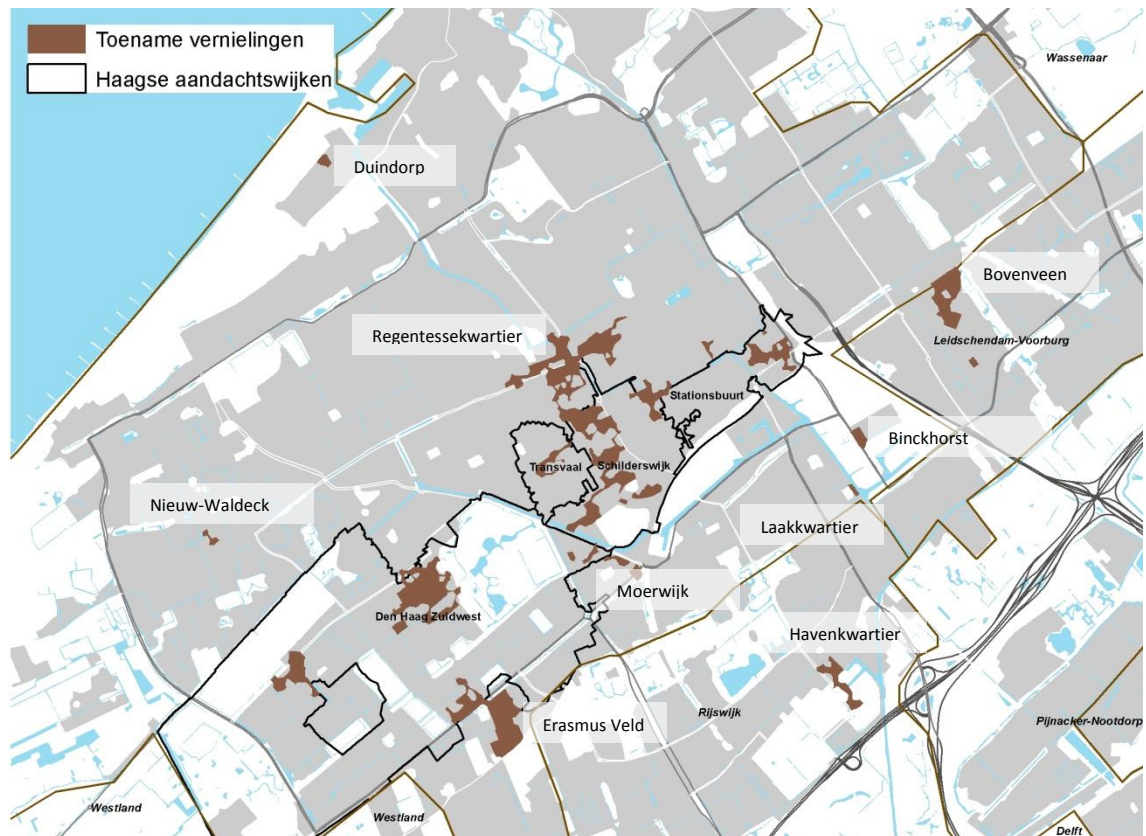 Toename vernielingen
Haagse aandachtswijken
Wassenaar
Duindorp
Bovenveen
Regentessekwartier
Leidschendam-Voorburg
Stationsbuurt
Binckhorst
Transvaal
Schilderswijk
Nieuw-Waldeck
Laakkwartier
Moerwijk
Den Haag Zuidwest
Havenkwartier
Rijswijk
Erasmus Veld
Pijnacker-Nootdorp
Westland
Westland
Delft